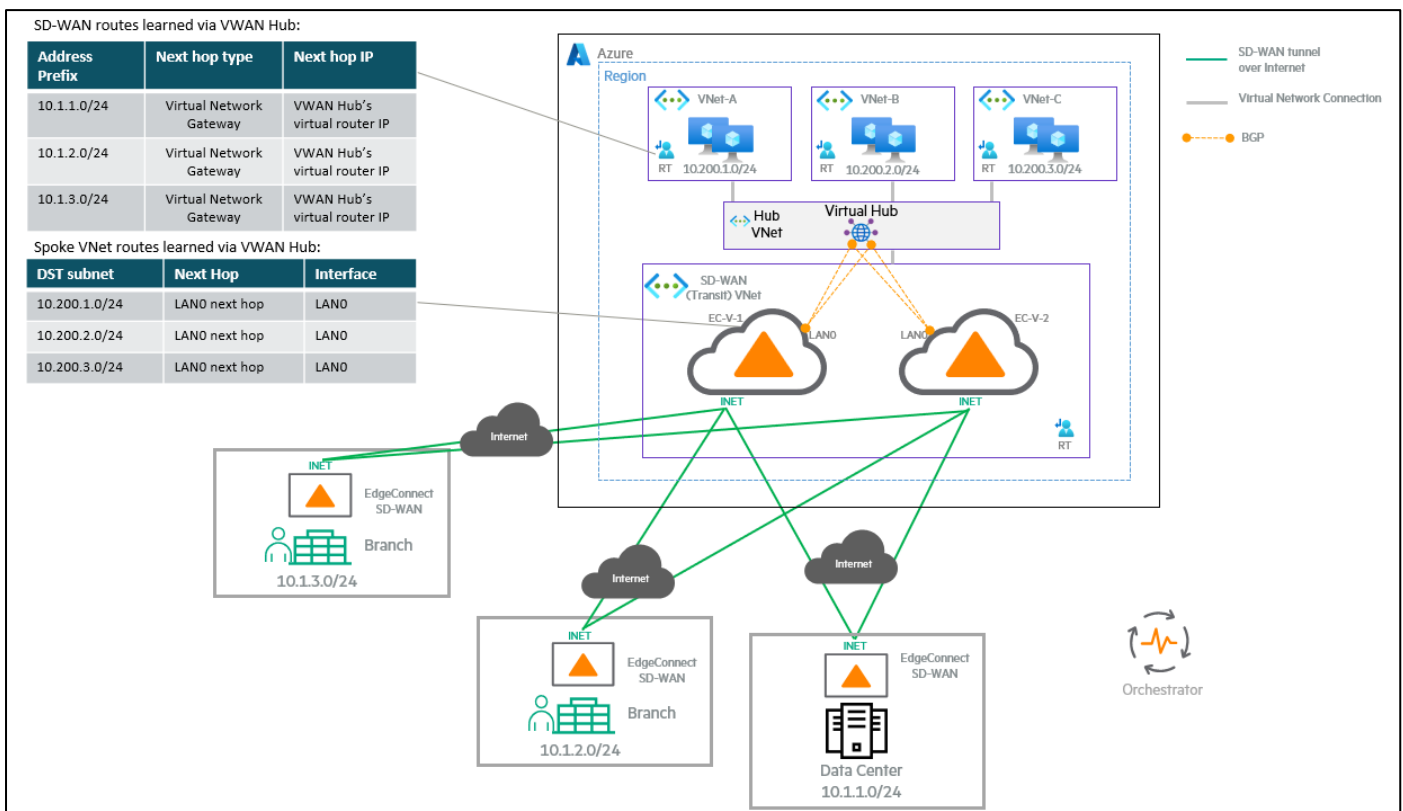 SD-WAN routes learned via VWAN Hub:
Address Prefix
Next hop type
Next hop IP
10.1.1.0/24
Virtual Network Gateway
VWAN Hub's virtual router IP
10.1.2.0/24
Virtual Network Gateway
VWAN Hub's virtual router IP
10.1.3.0/24
Virtual Network Gateway
VWAN Hub's virtual router IP
Spoke VNet routes learned via VWAN Hub:
DST subnet
Next Hop
Interface
10.200.1.0/24
LAN0 next hop
LAN0
10.200.2.0/24
LAN0 next hop
LAN0
10.200.3.0/24
LAN0 next hop
LAN0
Azure
Region
VNet-A
RT
10.200.1.0/24
VNet-B
RT
10.200.2.0/24
VNet-C
RT
10.200.3.0/24
Hub
VNet
Virtual Hub
SD-WAN
(Transit) VNet
EC-V-1
LAN0
INET
EC-V-2
LAN0
INET
RT
SD-WAN tunnel
over Internet
Virtual Network Connection
BGP
Internet
INET
EdgeConnect
SD-WAN
Branch
10.1.3.0/24
Internet
INET
EdgeConnect
SD-WAN
Branch
10.1.2.0/24
Internet
INET
EdgeConnect
SD-WAN
Data Center
10.1.1.0/24
Orchestrator